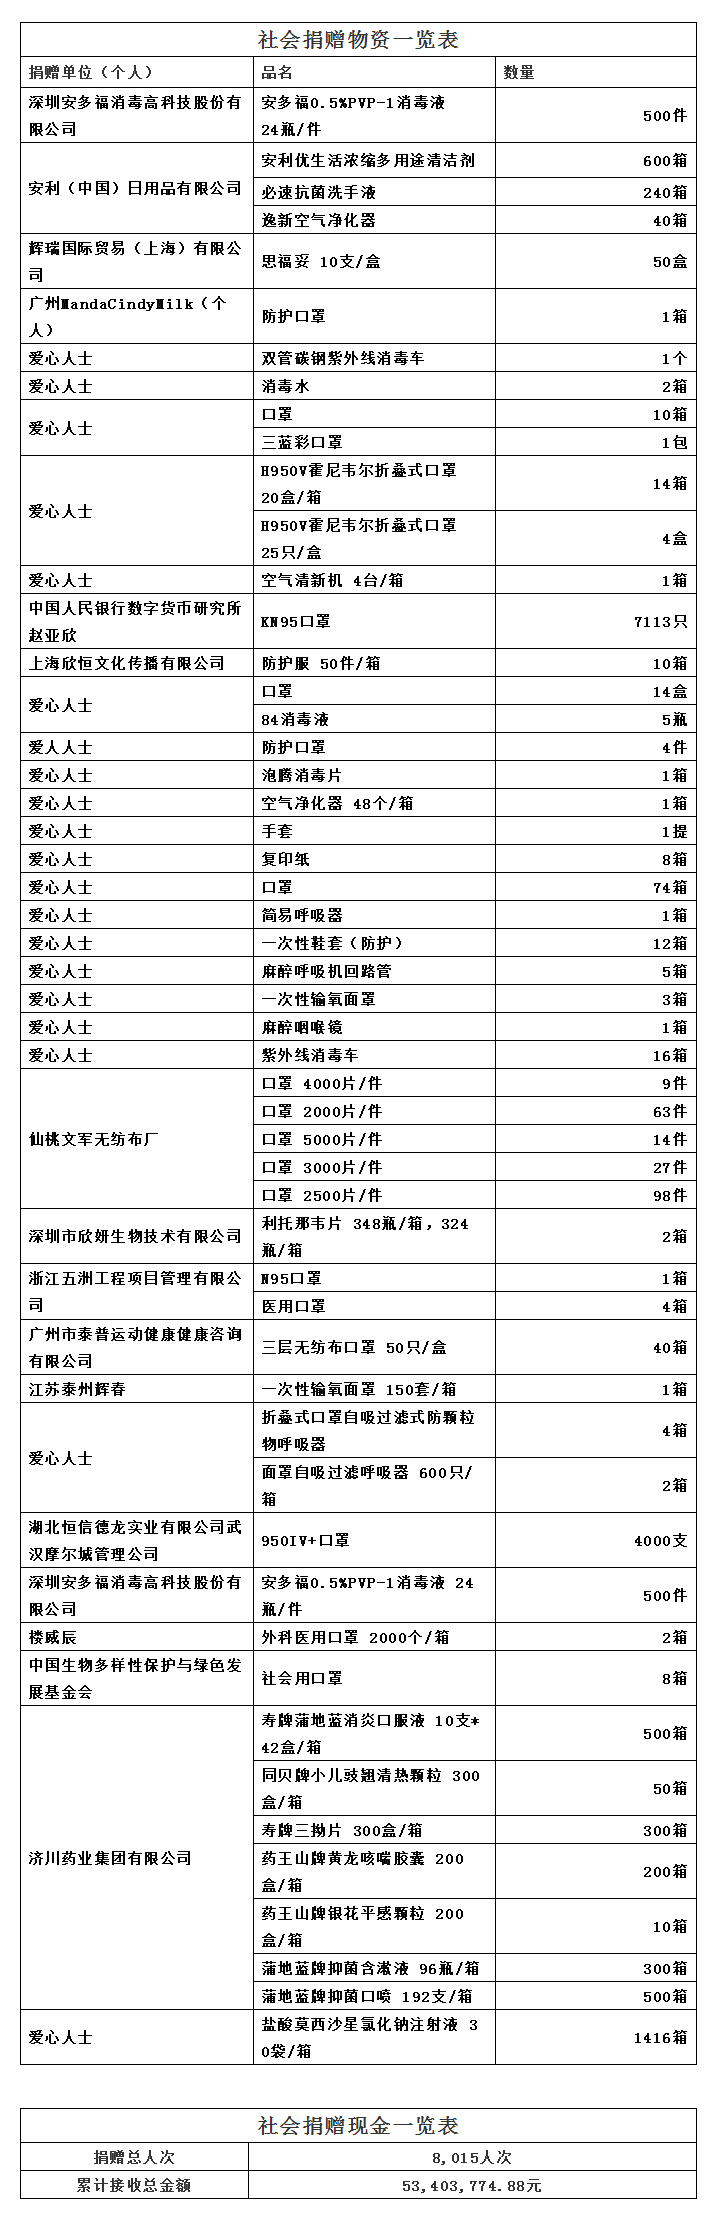 社会捐赠物资一览表
捐赠单位（个人） 品名 数量
深圳安多福消毒高科技股份有
限公司
安多福0.5%PVP-1消毒液
24瓶/件
500件
安利（中国）日用品有限公司
安利优生活浓缩多用途清洁剂 600箱
必速抗菌洗手液 240箱
逸新空气净化器 40箱
辉瑞国际贸易（上海）有限公
司
思福妥 10支/盒 50盒
广州MandaCindyMilk（个
人）
防护口罩 1箱
爱心人士 双管碳钢紫外线消毒车 1个
爱心人士 消毒水 2箱
爱心人士
口罩 10箱
三蓝彩口罩 1包
爱心人士
H950V霍尼韦尔折叠式口罩
20盒/箱
14箱
H950V霍尼韦尔折叠式口罩
25只/盒
4盒
爱心人士 空气清新机 4台/箱 1箱
中国人民银行数字货币研究所
赵亚欣
KN95口罩 7113只
上海欣恒文化传播有限公司 防护服 50件/箱 10箱
爱心人士
口罩 14盒
84消毒液 5瓶
爱人人士 防护口罩 4件
爱心人士 泡腾消毒片 1箱
爱心人士 空气净化器 48个/箱 1箱
爱心人士 手套 1提
爱心人士 复印纸 8箱
爱心人士 口罩 74箱
爱心人士 简易呼吸器 1箱
爱心人士 一次性鞋套（防护） 12箱
爱心人士 麻醉呼吸机回路管 5箱
爱心人士 一次性输氧面罩 3箱
爱心人士 麻醉咽喉镜 1箱
爱心人士 紫外线消毒车 16箱
仙桃文军无纺布厂
口罩 4000片/件 9件
口罩 2000片/件 63件
口罩 5000片/件 14件
口罩 3000片/件 27件
口罩 2500片/件 98件
深圳市欣妍生物技术有限公司
利托那韦片 348瓶/箱，324
瓶/箱
2箱
浙江五洲工程项目管理有限公
司
N95口罩 1箱
医用口罩 4箱
广州市泰普运动健康健康咨询
有限公司
三层无纺布口罩 50只/盒 40箱
江苏泰州辉春 一次性输氧面罩 150套/箱 1箱
爱心人士
折叠式口罩自吸过滤式防颗粒
物呼吸器
4箱
面罩自吸过滤呼吸器 600只/
箱
2箱
湖北恒信德龙实业有限公司武
汉摩尔城管理公司
950IV+口罩 4000支
深圳安多福消毒高科技股份有
限公司
安多福0.5%PVP-1消毒液 24
瓶/件
500件
楼威辰 外科医用口罩 2000个/箱 2箱
中国生物多样性保护与绿色发
展基金会
社会用口罩 8箱
济川药业集团有限公司
寿牌蒲地蓝消炎口服液 10支*
42盒/箱
500箱
同贝牌小儿豉翘清热颗粒 300
盒/箱
50箱
寿牌三拗片 300盒/箱 300箱
药王山牌黄龙咳喘胶囊 200
盒/箱
200箱
药王山牌银花平感颗粒 200
盒/箱
10箱
蒲地蓝牌抑菌含漱液 96瓶/箱 300箱
蒲地蓝牌抑菌口喷 192支/箱 500箱
爱心人士
盐酸莫西沙星氯化钠注射液 3
0袋/箱
1416箱
社会捐赠现金一览表
捐赠总人次 8,015人次
累计接收总金额 53,403,774.88元